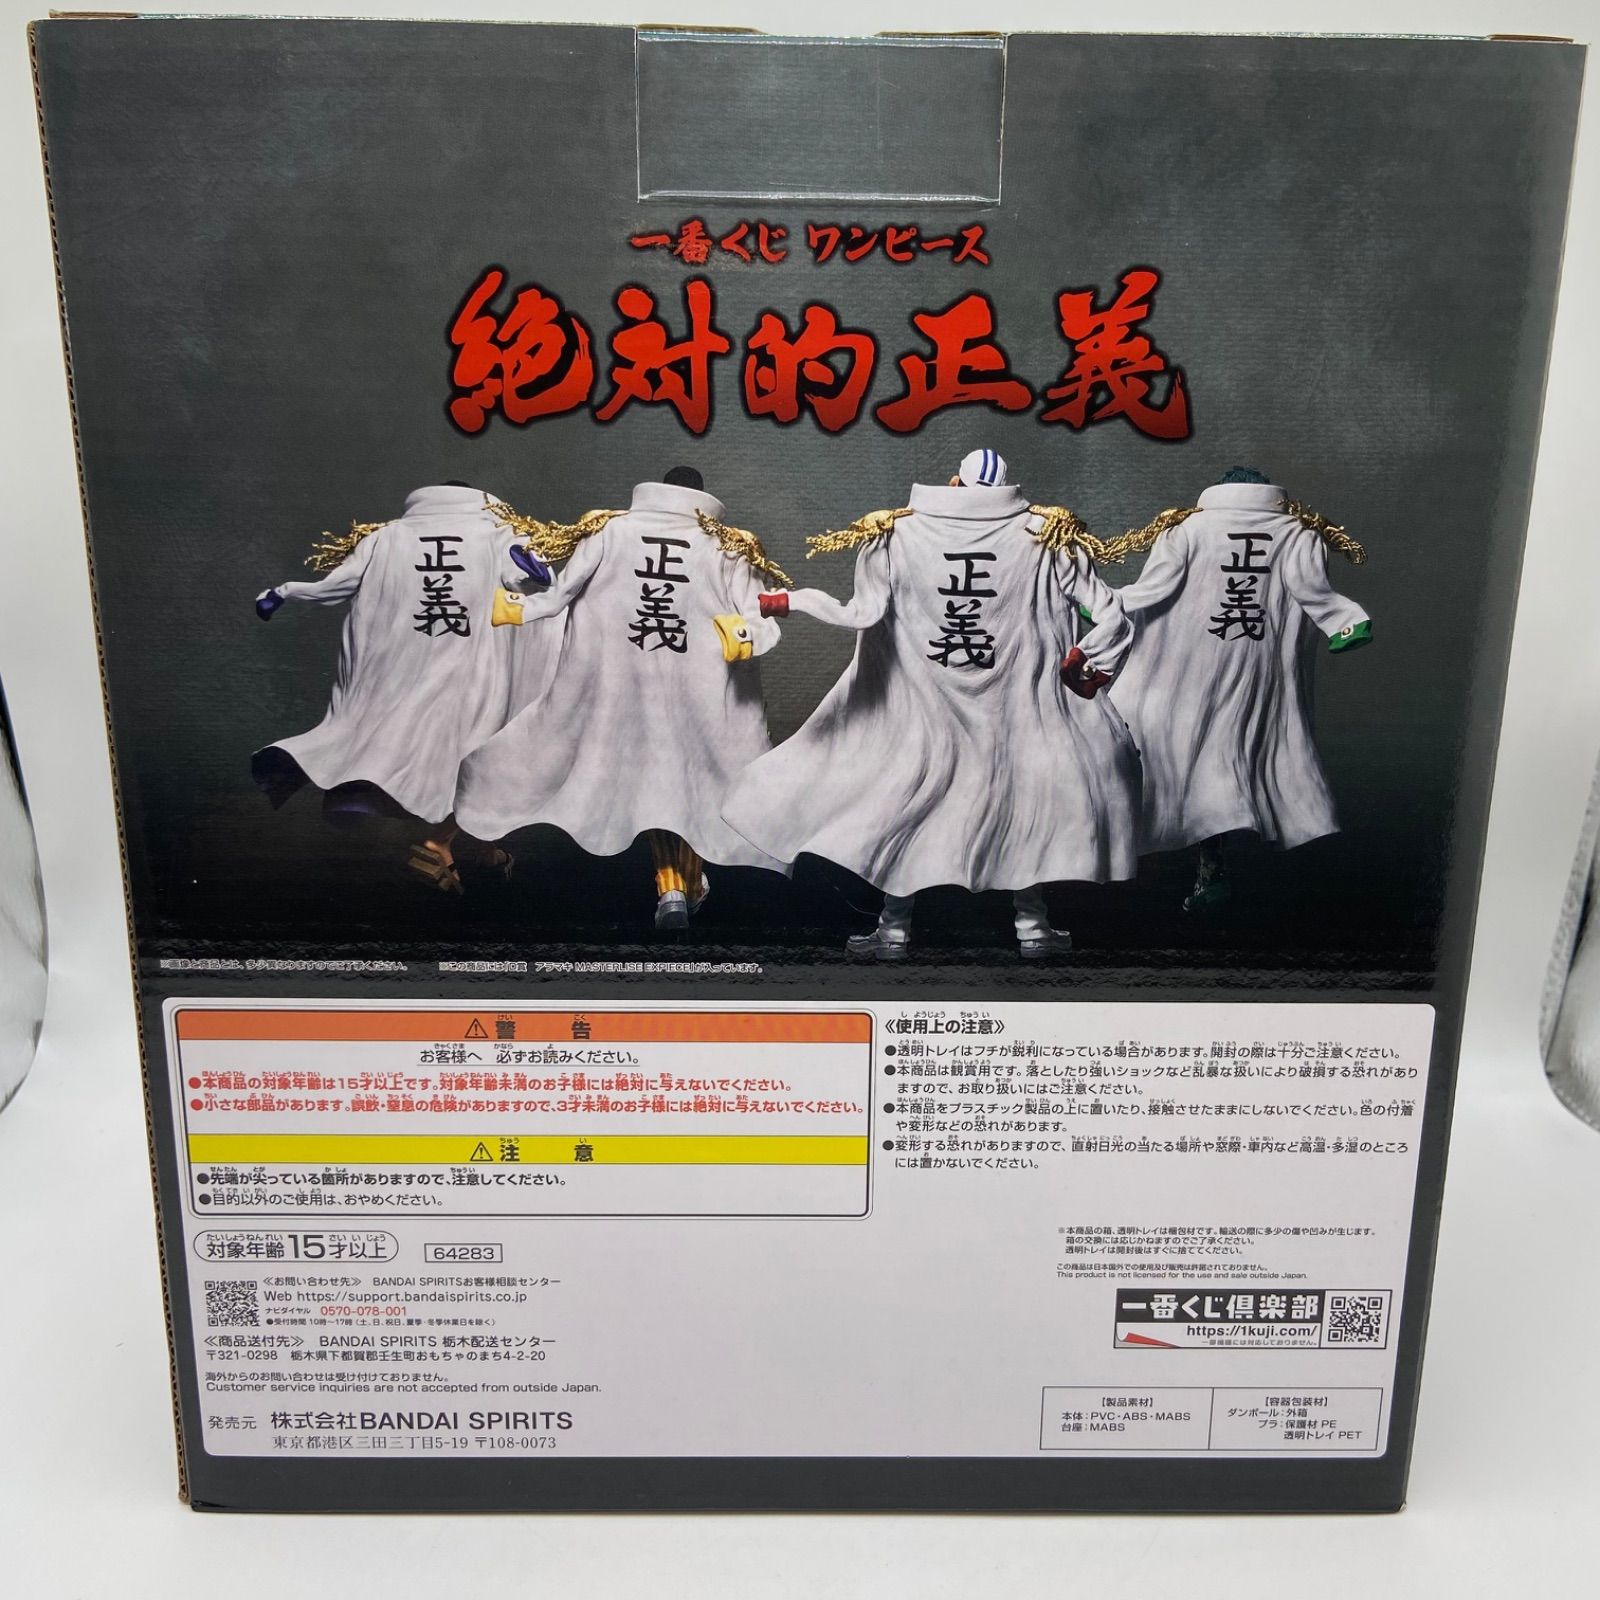 一番くじ ワンピース
絶対的正義
正義
正義
正義
正義
※画像と商品とは、多少異なりますのでご了承ください。
※この商品には「D賞 アラマキ MASTERLISE EXPIECE」が入っています。
⚠警告
お客様へ 必ずお読みください。
●本商品の対象年齢は15才以上です。対象年齢未満のお子様には絶対に与えないでください。
●小さな部品があります。誤飲・窒息の危険がありますので、3才未満のお子様には絶対に与えないでください。
⚠注意
●先端が尖っている箇所がありますので、注意してください。
●目的以外のご使用は、おやめください。
対象年齢15才以上
64283
≪お問い合わせ先≫ BANDAI SPIRITSお客様相談センター
Web https://support.bandaispirits.co.jp
ナビダイヤル 0570-078-001
●受付時間 10時〜17時(土、日、祝日、夏季・冬季休業日を除く)
≪商品送付先≫ BANDAI SPIRITS 栃木配送センター
〒321-0298 栃木県下都賀郡壬生町おもちゃのまち4-2-20
海外からのお問い合わせは受け付けておりません。
Customer service inquiries are not accepted from outside Japan.
発売元 株式会社BANDAI SPIRITS
東京都港区三田三丁目5-19 〒108-0073
≪使用上の注意≫
●透明トレイはフチが鋭利になっている場合があります。開封の際は十分ご注意ください。
●本商品は観賞用です。落としたり強いショックなど乱暴な扱いにより破損する恐れがあり
ますので、お取り扱いにはご注意ください。
●本商品をプラスチック製品の上に置いたり、接触させたままにしないでください。色の付着
や変形などの恐れがあります。
●変形する恐れがありますので、直射日光の当たる場所や窓際・車内など高温・多湿のところ
には置かないでください。
※本商品の箱、透明トレイは梱包材です。輸送の際に多少の傷や凹みが生じます。
箱の交換には応じかねますのでご了承ください。
透明トレイは開封後はすぐに捨ててください。
この商品は日本国外での使用及び販売は許諾されておりません。
This product is not licensed for the use and sale outside Japan.
一番くじ倶楽部
https://1kuji.com/
一部機種には対応しておりません。
【製品素材】
本体:PVC・ABS・MABS
台座:MABS
【容器包装材】
ダンボール:外箱
プラ:保護材 PE
透明トレイ PET